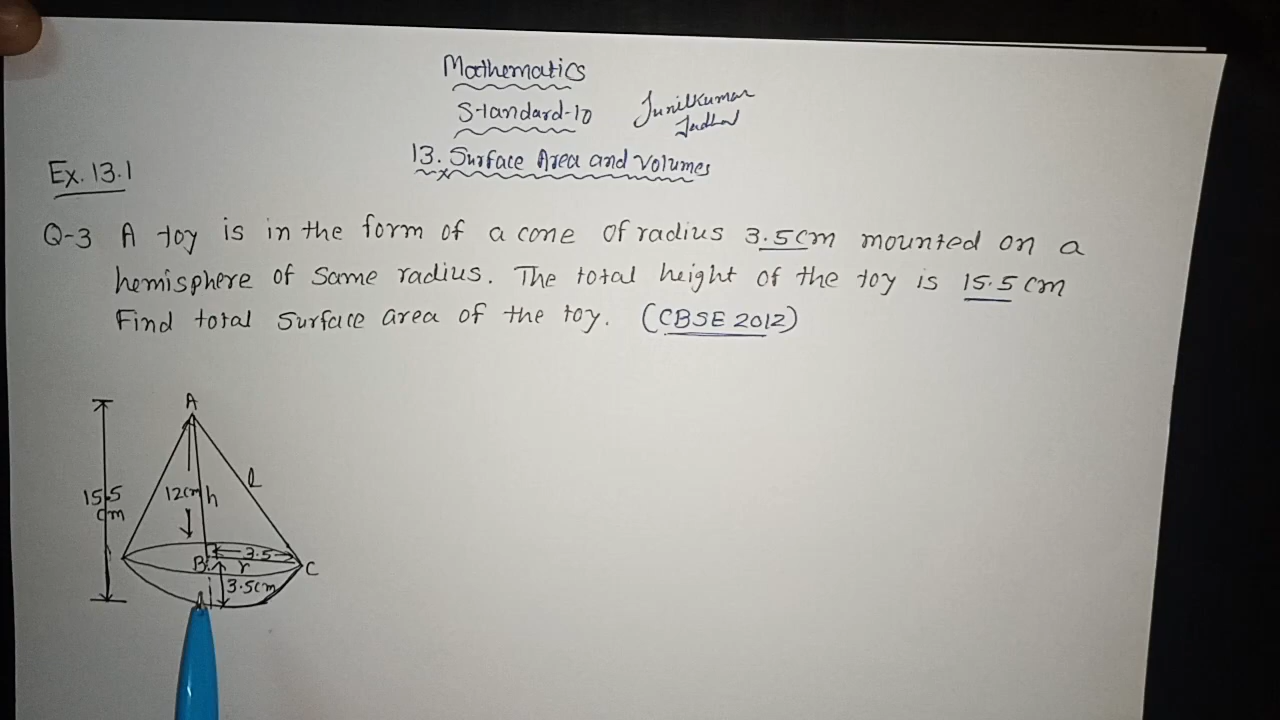 Mathematics
Standard-10
13. Surface Area and Volumes
Ex. 13.1
Q-3 A toy is in the form of a cone of radius 3.5cm mounted on a
hemisphere of same radius. The total height of the toy is 15.5 cm
Find total surface area of the toy. (CBSE 2012)
A
l
15.5
cm
12cm h
3.5
B r C
3.5cm